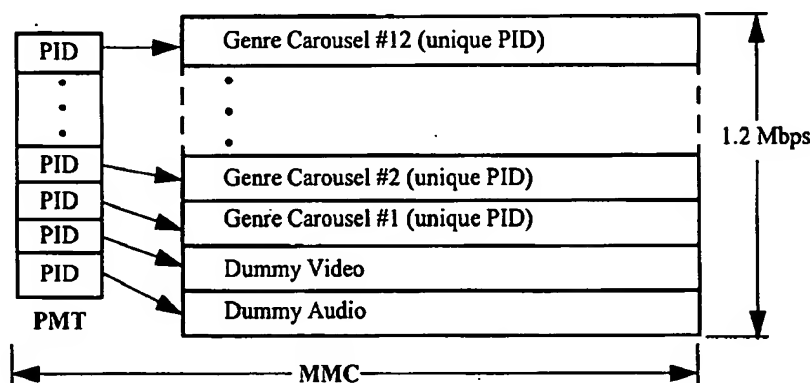 PID
Genre Carousel #12 (unique PID)
1.2 Mbps
PID
Genre Carousel #2 (unique PID)
PID
Genre Carousel #1 (unique PID)
PID
Dummy Video
PID
Dummy Audio
PMT
MMC